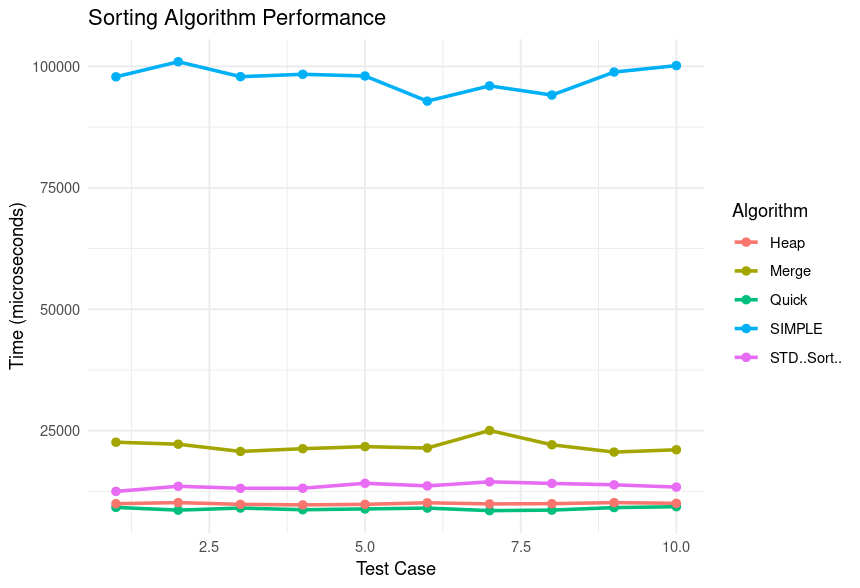 Sorting Algorithm Performance
Time (microseconds)
100000
75000
50000
25000
2.5
5.0
7.5
10.0
Test Case
Algorithm
Heap
Merge
Quick
SIMPLE
STD..Sort..